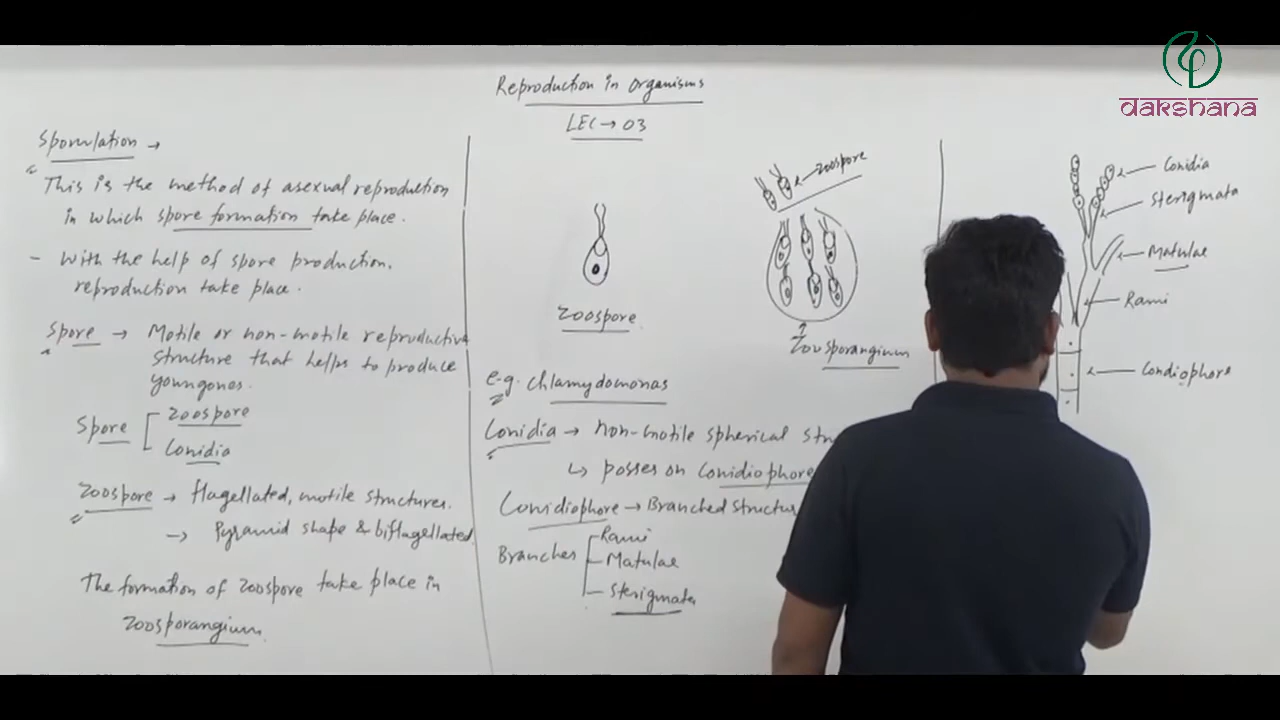 dakshana
Reproduction in organisms
LEC → 03
Sporulation →
This is the method of asexual reproduction
in which spore formation take place.
- With the help of spore production.
reproduction take place.
Spore → Motile or non-motile reproductive
structure that helps to produce
youngones.
Spore
zoospore
Conidia
zoospore → flagellated, motile structures.
→ Pyramid shape & biflagellated.
The formation of zoospore take place in
zoosporangium.
zoospore.
zoospore
Zoosporangium
e.g. Chlamydomonas
Conidia → non-motile spherical
↳ posses on Conidiophore
Conidiophore → Branched
Branches
Rami
Matulae
Sterigmata
Conidia
Sterigmata
Matulae
Rami
Condiophore